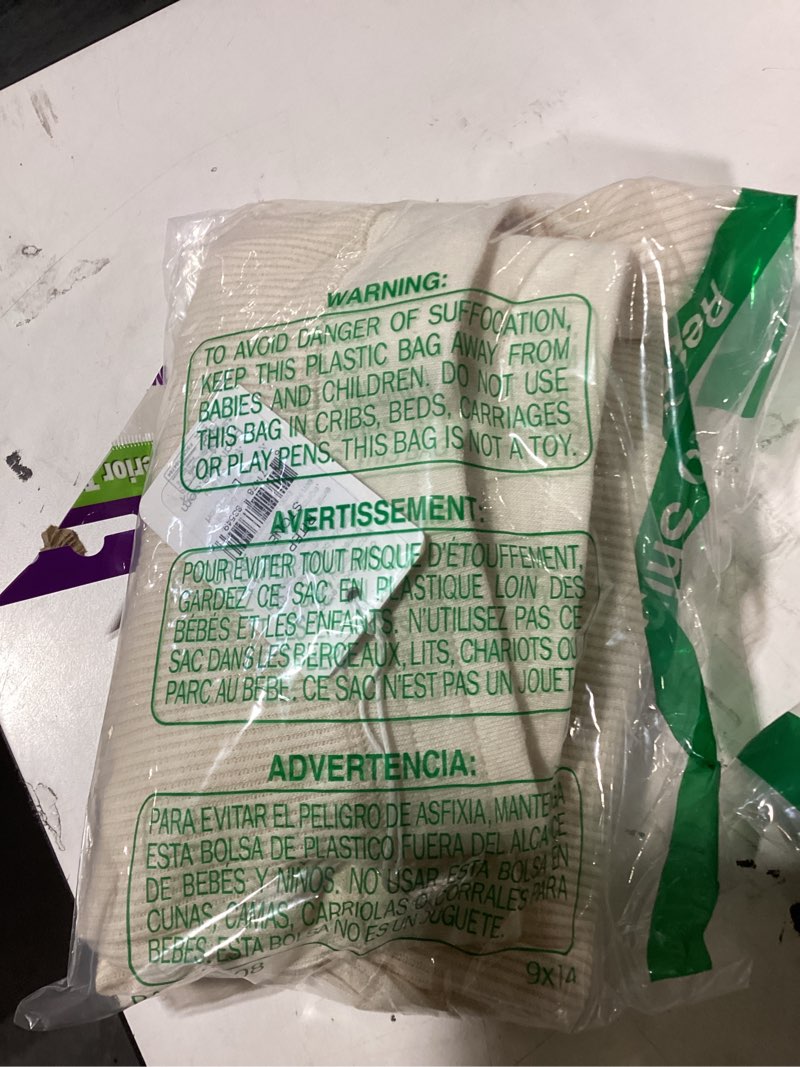 WARNING:
TO AVOID DANGER OF SUFFOCATION,
KEEP THIS PLASTIC BAG AWAY FROM
BABIES AND CHILDREN. DO NOT USE
THIS BAG IN CRIBS, BEDS, CARRIAGES
OR PLAY PENS. THIS BAG IS NOT A TOY.
AVERTISSEMENT:
POUR ÉVITER TOUT RISQUE D'ÉTOUFFEMENT,
GARDEZ CE SAC EN PLASTIQUE LOIN DES
BÉBÉS ET LES ENFANTS. N'UTILISEZ PAS CE
SAC DANS LES BERCEAUX, LITS, CHARIOTS OU
PARC AU BÉBÉ. CE SAC N'EST PAS UN JOUET.
ADVERTENCIA:
PARA EVITAR EL PELIGRO DE ASFIXIA, MANTENGA
ESTA BOLSA DE PLASTICO FUERA DEL ALCANCE
DE BEBES Y NIÑOS. NO USAR ESTA BOLSA EN
CUNAS, CAMAS, CARRIOLAS O CORRALES PARA
BEBES. ESTA BOLSA NO ES UN JUGUETE.
9x14